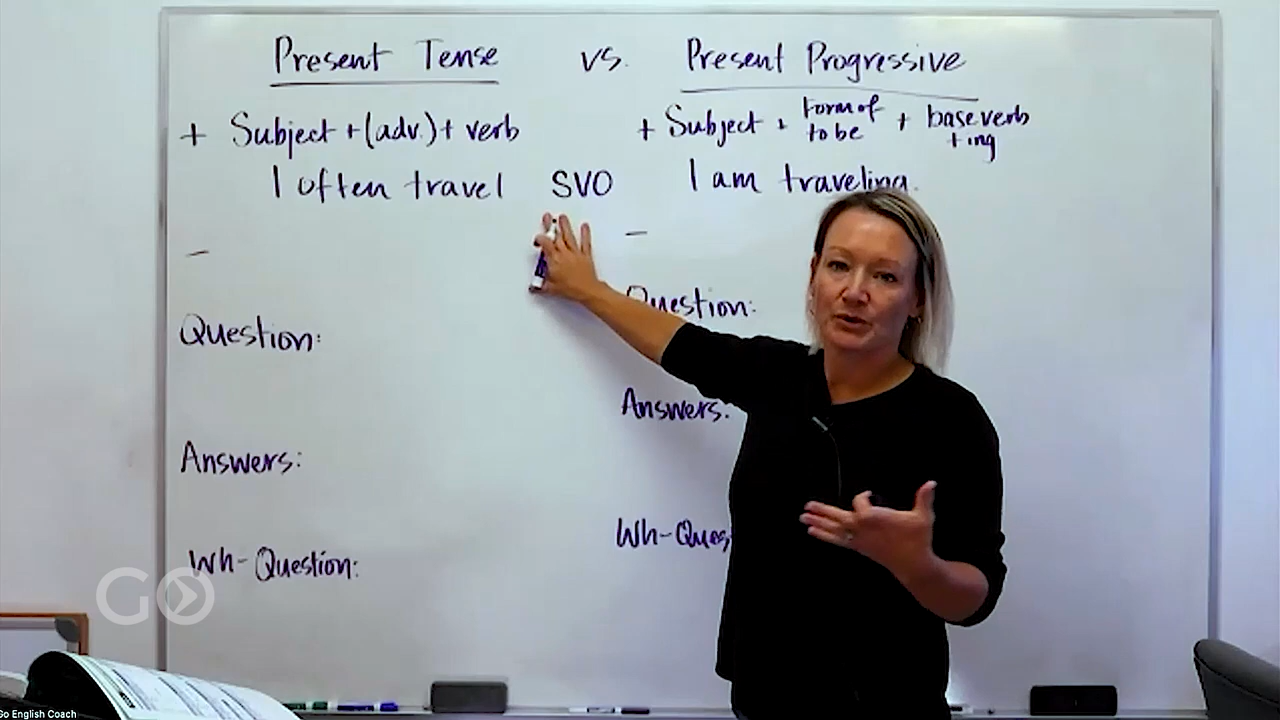 Present Tense vs. Present Progressive
+ Subject + (adv.) + verb
I often travel SVO
-
Question:
Answers:
Wh-Question:
+ Subject + form of to be + base verb + ing
I am traveling.
-
Question:
Answers:
Wh-Ques
GO
Go English Coach